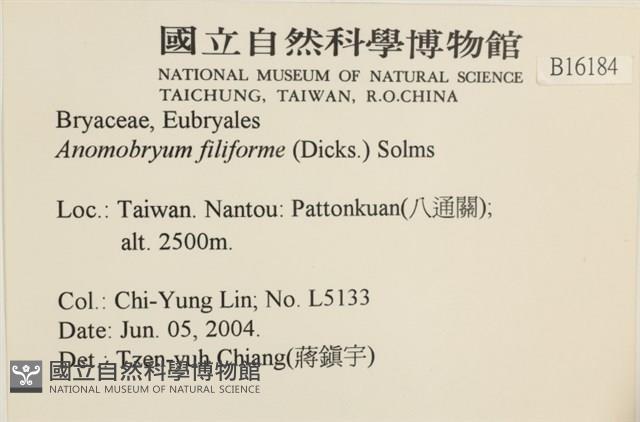 國立自然科學博物館
NATIONAL MUSEUM OF NATURAL SCIENCE
TAICHUNG, TAIWAN, R.O.CHINA
B16184
Bryaceae, Eubryales
Anomobryum filiforme (Dicks.) Solms
Loc.: Taiwan. Nantou: Pattonkuan(八通關);
alt. 2500m.
Col.: Chi-Yung Lin; No. L5133
Date: Jun. 05, 2004.
Det.: Tzen-yuh Chiang(蔣鎭宇)
國立自然科學博物館
NATIONAL MUSEUM OF NATURAL SCIENCE